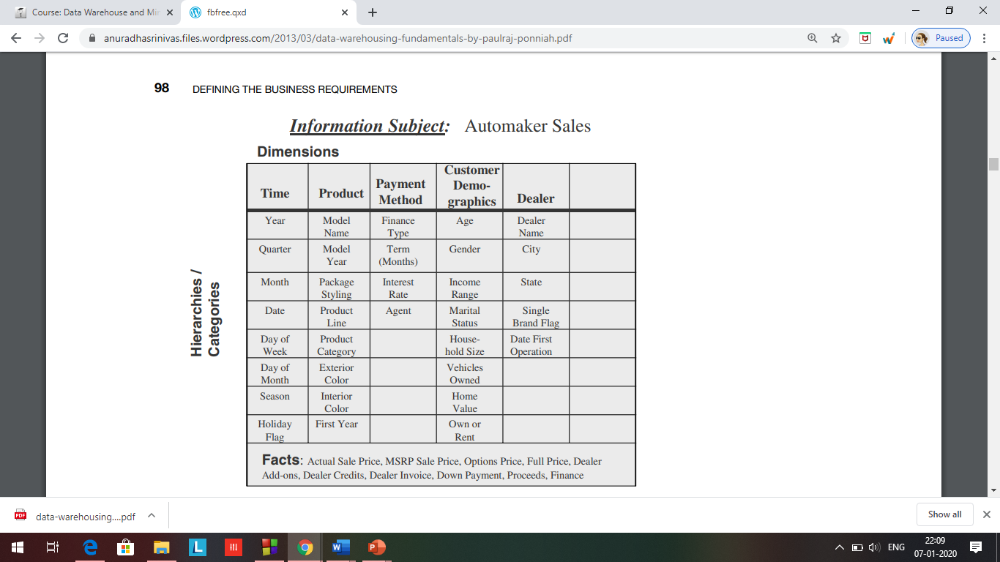 Course: Data Warehouse and Mir
fbfree.qxd
anuradhasrinivas.files.wordpress.com/2013/03/data-warehousing-fundamentals-by-paulraj-ponniah.pdf
Paused
98 DEFINING THE BUSINESS REQUIREMENTS
Information Subject: Automaker Sales
Dimensions
Hierarchies /
Categories
Time
Product
Payment
Method
Customer
Demo-
graphics
Dealer
Year
Model
Name
Finance
Type
Age
Dealer
Name
Quarter
Model
Year
Term
(Months)
Gender
City
Month
Package
Styling
Interest
Rate
Income
Range
State
Date
Product
Line
Agent
Marital
Status
Single
Brand Flag
Day of
Week
Product
Category
House-
hold Size
Date First
Operation
Day of
Month
Exterior
Color
Vehicles
Owned
Season
Interior
Color
Home
Value
Holiday
Flag
First Year
Own or
Rent
Facts: Actual Sale Price, MSRP Sale Price, Options Price, Full Price, Dealer
Add-ons, Dealer Credits, Dealer Invoice, Down Payment, Proceeds, Finance
PDF
data-warehousing....pdf
Show all
e
L
W
P
ENG
22:09
07-01-2020